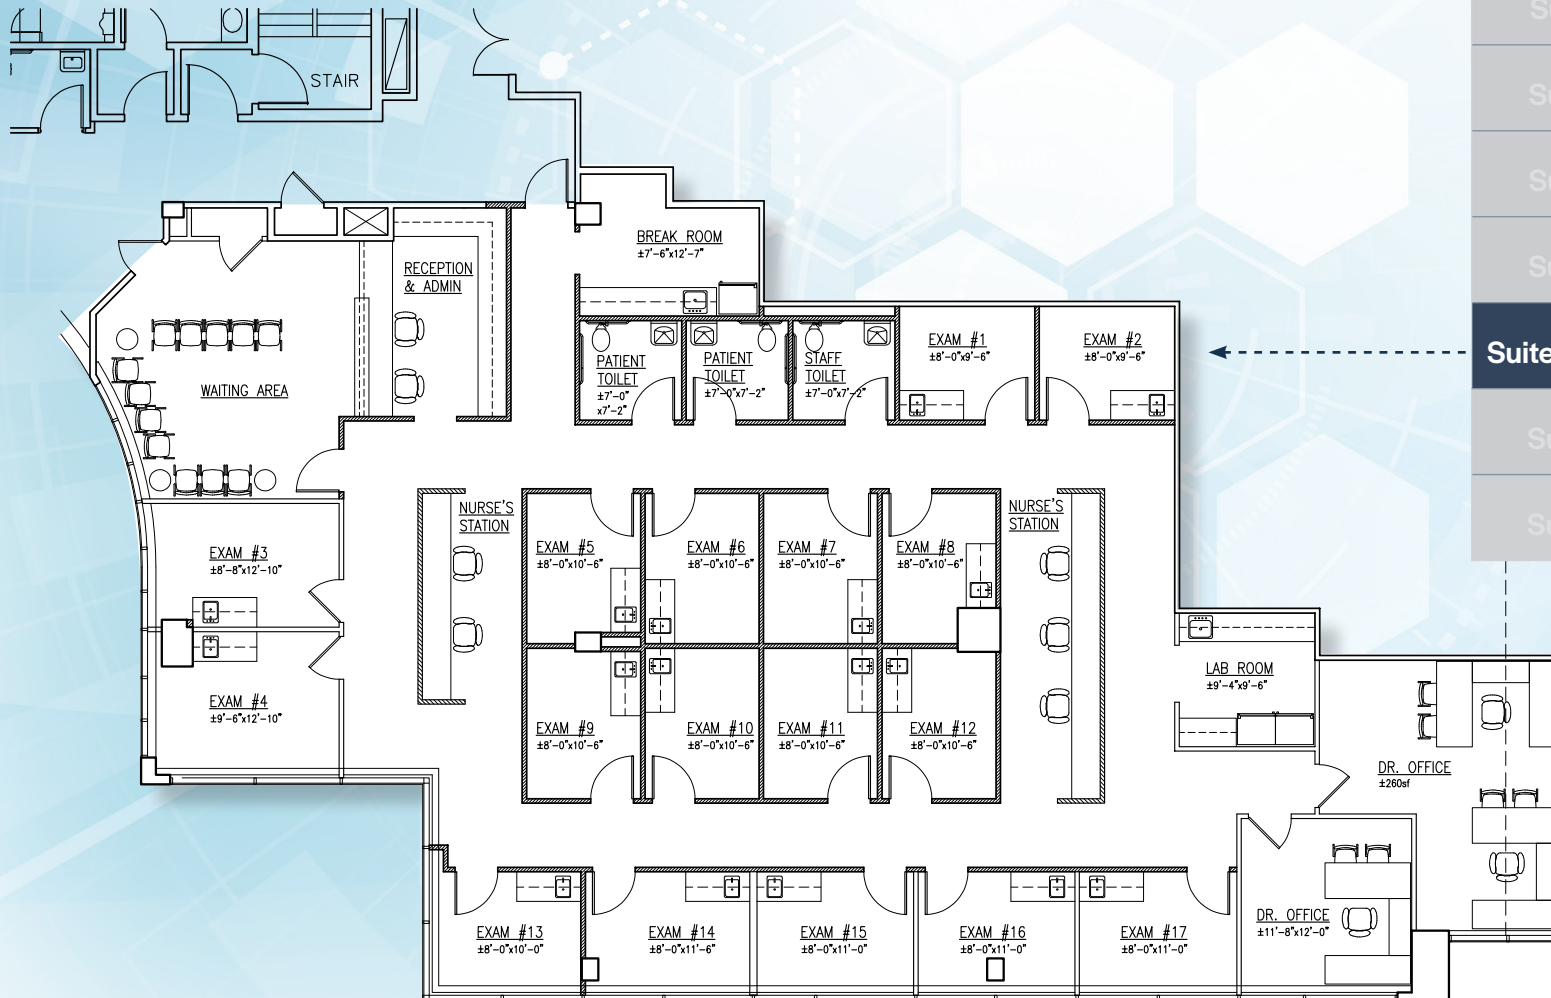 STAIR
BREAK ROOM
±7'-6"x12'-7"
RECEPTION
& ADMIN
WAITING AREA
PATIENT
TOILET
±7'-0"
x7'-2"
PATIENT
TOILET
±7'-0"x7'-2"
STAFF
TOILET
±7'-0"x7'-2"
EXAM #1
±8'-0"x9'-6"
EXAM #2
±8'-0"x9'-6"
Suite
NURSE'S
STATION
NURSE'S
STATION
EXAM #3
±8'-8"x12'-10"
EXAM #5
±8'-0"x10'-6"
EXAM #6
±8'-0"x10'-6"
EXAM #7
±8'-0"x10'-6"
EXAM #8
±8'-0"x10'-6"
EXAM #4
±9'-6"x12'-10"
EXAM #9
±8'-0"x10'-6"
EXAM #10
±8'-0"x10'-6"
EXAM #11
±8'-0"x10'-6"
EXAM #12
±8'-0"x10'-6"
LAB ROOM
±9'-4"x9'-6"
DR. OFFICE
±260sf
EXAM #13
±8'-0"x10'-0"
EXAM #14
±8'-0"x11'-6"
EXAM #15
±8'-0"x11'-0"
EXAM #16
±8'-0"x11'-0"
EXAM #17
±8'-0"x11'-0"
DR. OFFICE
±11'-8"x12'-0"